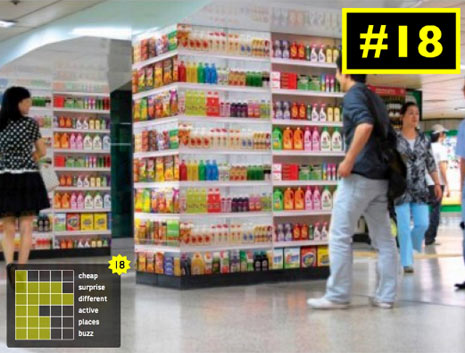 #18
18
cheap
surprise
different
active
places
buzz